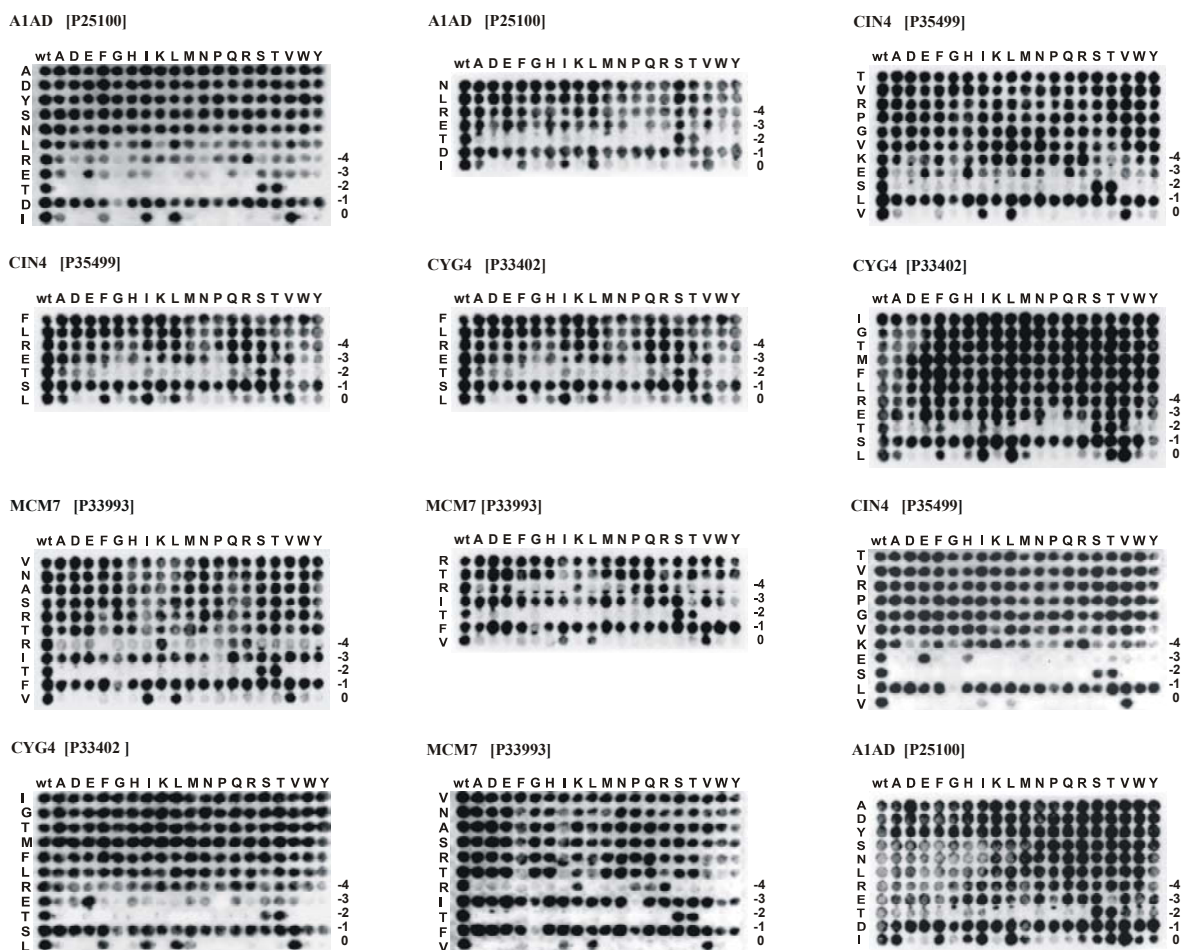 A1AD [P25100]
wt A D E F G H I K L M N P Q R S T V W Y
A
D
Y
S
N
L
R -4
E -3
T -2
D -1
I 0
A1AD [P25100]
wt A D E F G H I K L M N P Q R S T V W Y
N
L
R -4
E -3
T -2
D -1
I 0
CIN4 [P35499]
wt A D E F G H I K L M N P Q R S T V W Y
T
V
R
P
G
V
K -4
E -3
S -2
L -1
V 0
CIN4 [P35499]
wt A D E F G H I K L M N P Q R S T V W Y
F
L
R -4
E -3
T -2
S -1
L 0
CYG4 [P33402]
wt A D E F G H I K L M N P Q R S T V W Y
F
L
R -4
E -3
T -2
S -1
L 0
CYG4 [P33402]
wt A D E F G H I K L M N P Q R S T V W Y
I
G
T
M
F
L
R -4
E -3
T -2
S -1
L 0
MCM7 [P33993]
wt A D E F G H I K L M N P Q R S T V W Y
V
N
A
S
R
T
R -4
I -3
T -2
F -1
V 0
MCM7 [P33993]
wt A D E F G H I K L M N P Q R S T V W Y
R
T
R -4
I -3
T -2
F -1
V 0
CIN4 [P35499]
wt A D E F G H I K L M N P Q R S T V W Y
T
V
R
P
G
V
K -4
E -3
S -2
L -1
V 0
CYG4 [P33402 ]
wt A D E F G H I K L M N P Q R S T V W Y
I
G
T
M
F
L
R -4
E -3
T -2
S -1
L 0
MCM7 [P33993]
wt A D E F G H I K L M N P Q R S T V W Y
V
N
A
S
R
T
R -4
I -3
T -2
F -1
V 0
A1AD [P25100]
wt A D E F G H I K L M N P Q R S T V W Y
A
D
Y
S
N
L
R -4
E -3
T -2
D -1
I 0